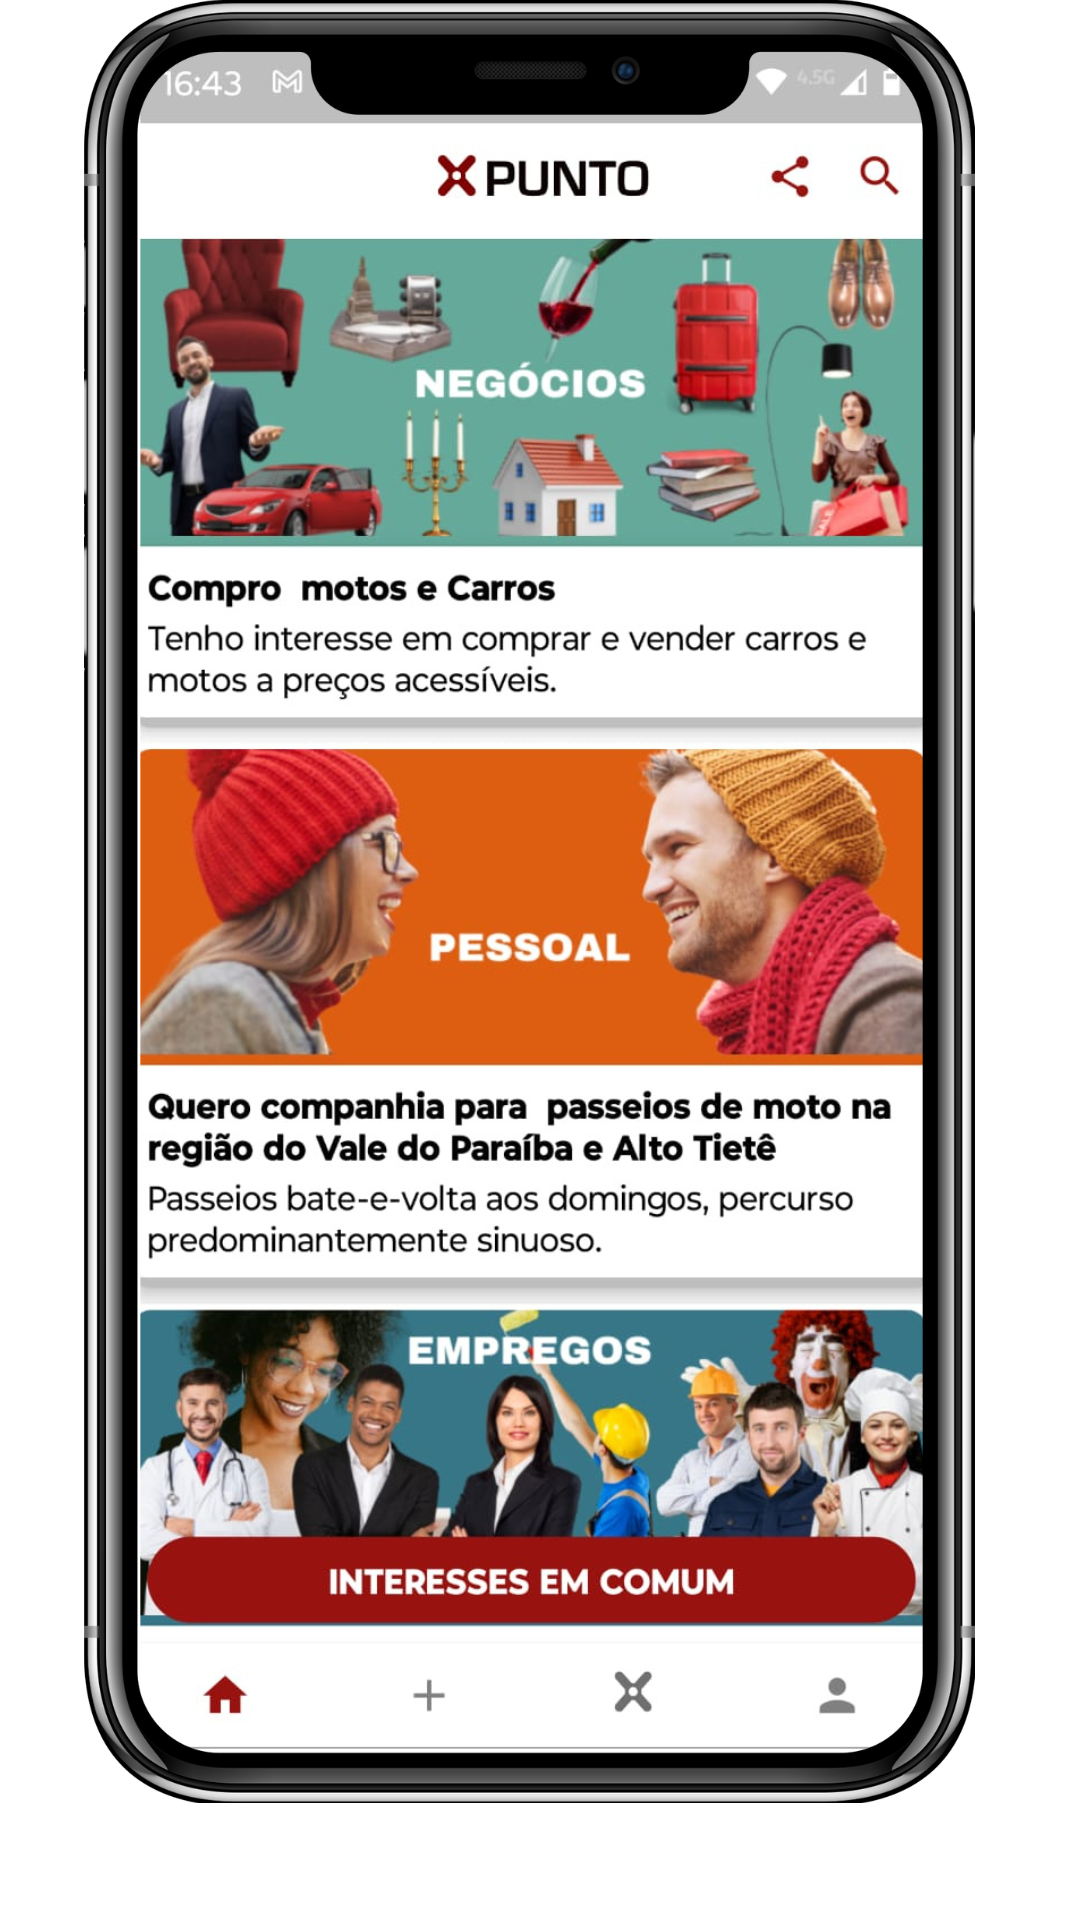 16:43
4.5G
XPUNTO
NEGÓCIOS
SALE
Compro  motos e Carros
Tenho interesse em comprar e vender carros e
motos a preços acessíveis.
PESSOAL
Quero companhia para  passeios de moto na
região do Vale do Paraíba e Alto Tietê
Passeios bate-e-volta aos domingos, percurso
predominantemente sinuoso.
EMPREGOS
INTERESSES EM COMUM